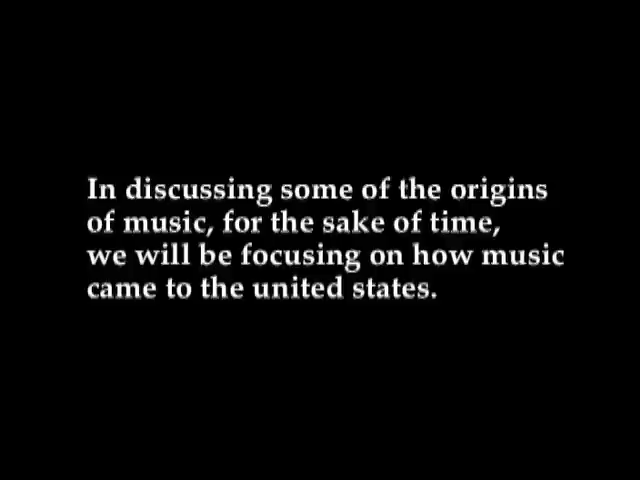 In discussing some of the origins
of music, for the sake of time,
we will be focusing on how music
came to the united states.